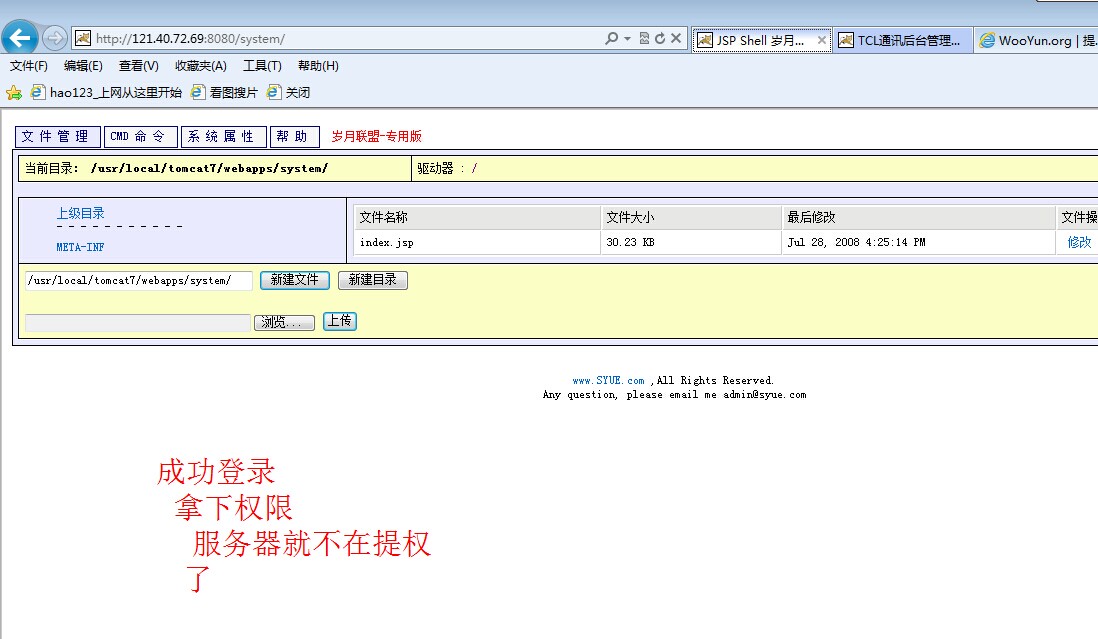 http://121.40.72.69:8080/system/
JSP Shell 岁月...
TCL通讯后台管理...
WooYun.org | 提.
文件(F) 编辑(E) 查看(V) 收藏夹(A) 工具(T) 帮助(H)
hao123_上网从这里开始 看图搜片 关闭
文 件 管 理 CMD 命 令 系 统 属 性 帮 助 岁月联盟-专用版
当前目录: /usr/local/tomcat7/webapps/system/ 驱动器 : /
上级目录
- - - - - - - - - - -
META-INF
文件名称 文件大小 最后修改 文件操
index.jsp 30.23 KB Jul 28, 2008 4:25:14 PM 修改
/usr/local/tomcat7/webapps/system/ 新建文件 新建目录
浏览... 上传
www.SYUE.com ,All Rights Reserved.
Any question, please email me admin@syue.com
成功登录
拿下权限
服务器就不在提权
了